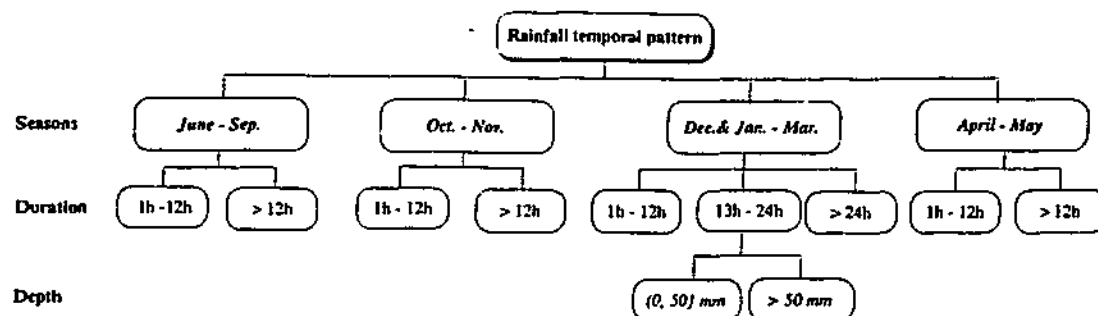 Rainfall temporal pattern
Seasons June - Sep. Oct. - Nov. Dec.& Jan. - Mar. April - May
Duration 1h -12h > 12h 1h - 12h > 12h 1h - 12h 13h - 24h > 24h 1h - 12h > 12h
Depth (0, 50] mm > 50 mm